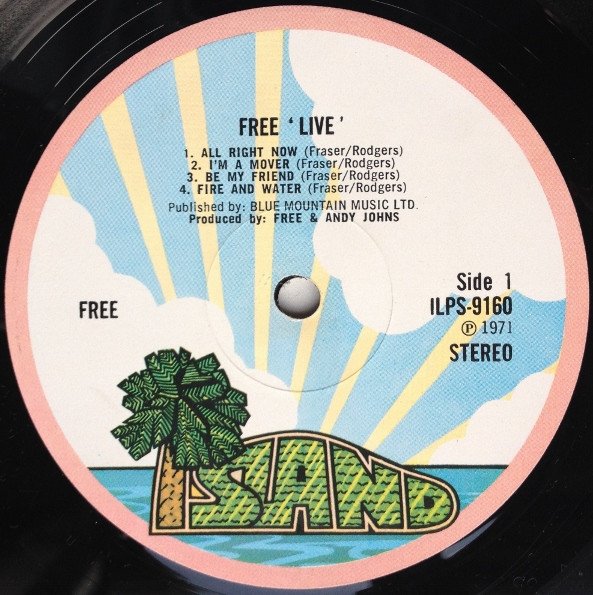 FREE ‘LIVE’
1. ALL RIGHT NOW (Fraser/Rodgers)
2. I'M A MOVER (Fraser/Rodgers)
3. BE MY FRIEND (Fraser/Rodgers)
4. FIRE AND WATER (Fraser/Rodgers)
Published by: BLUE MOUNTAIN MUSIC LTD.
Produced by: FREE & ANDY JOHNS
FREE
Side 1
ILPS-9160
℗ 1971
STEREO
ISLAND